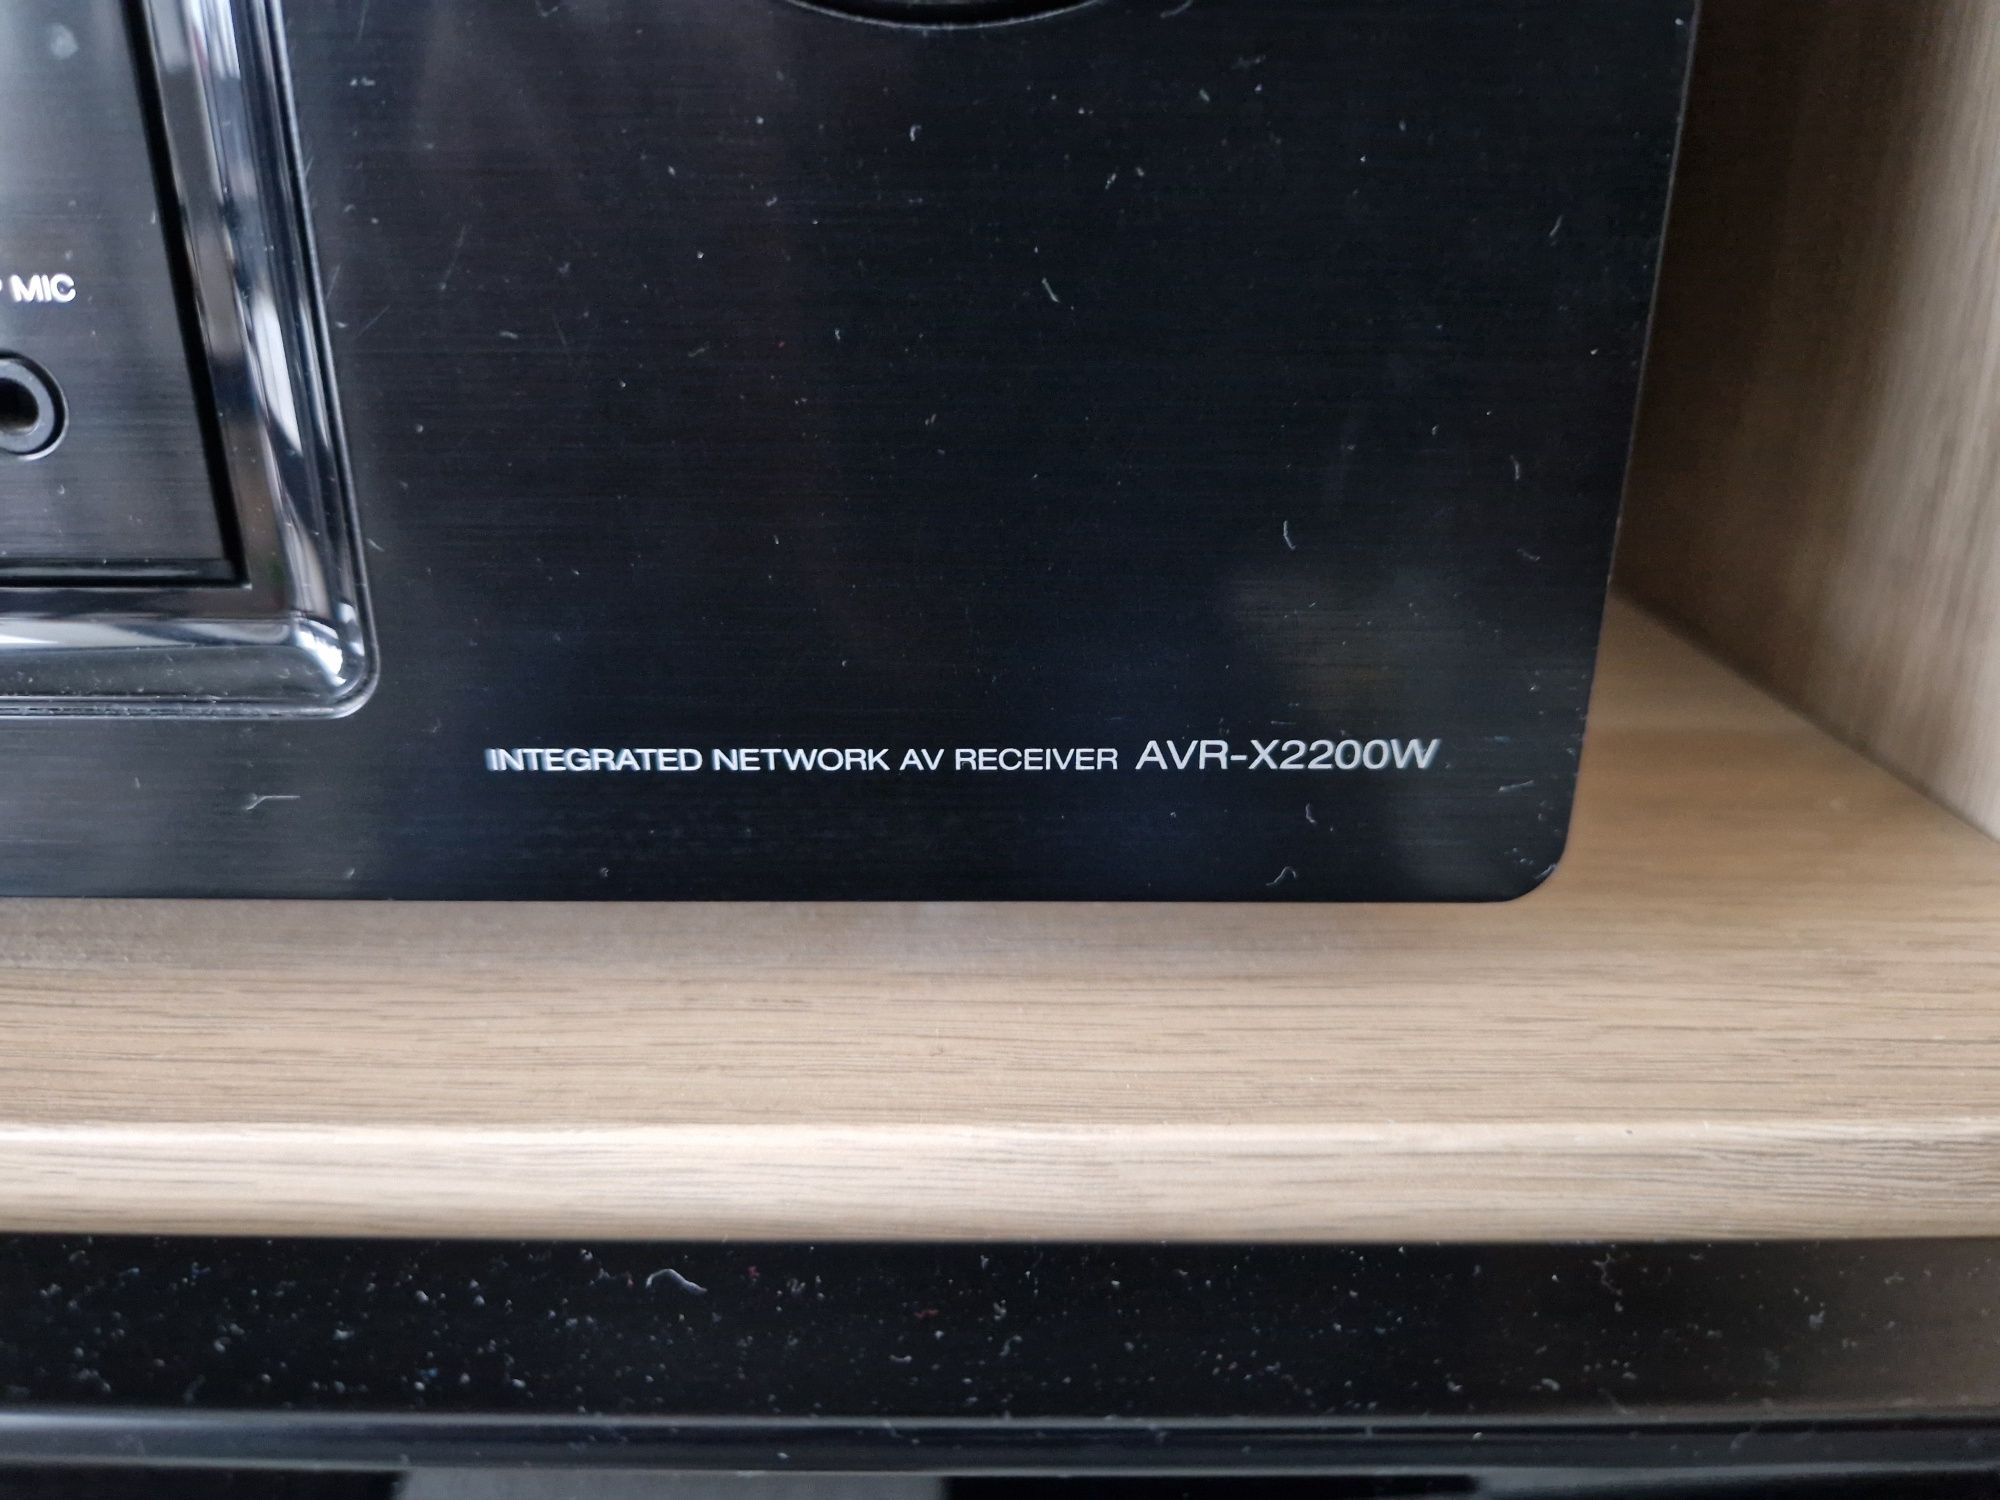 MIC
INTEGRATED NETWORK AV RECEIVER AVR-X2200W